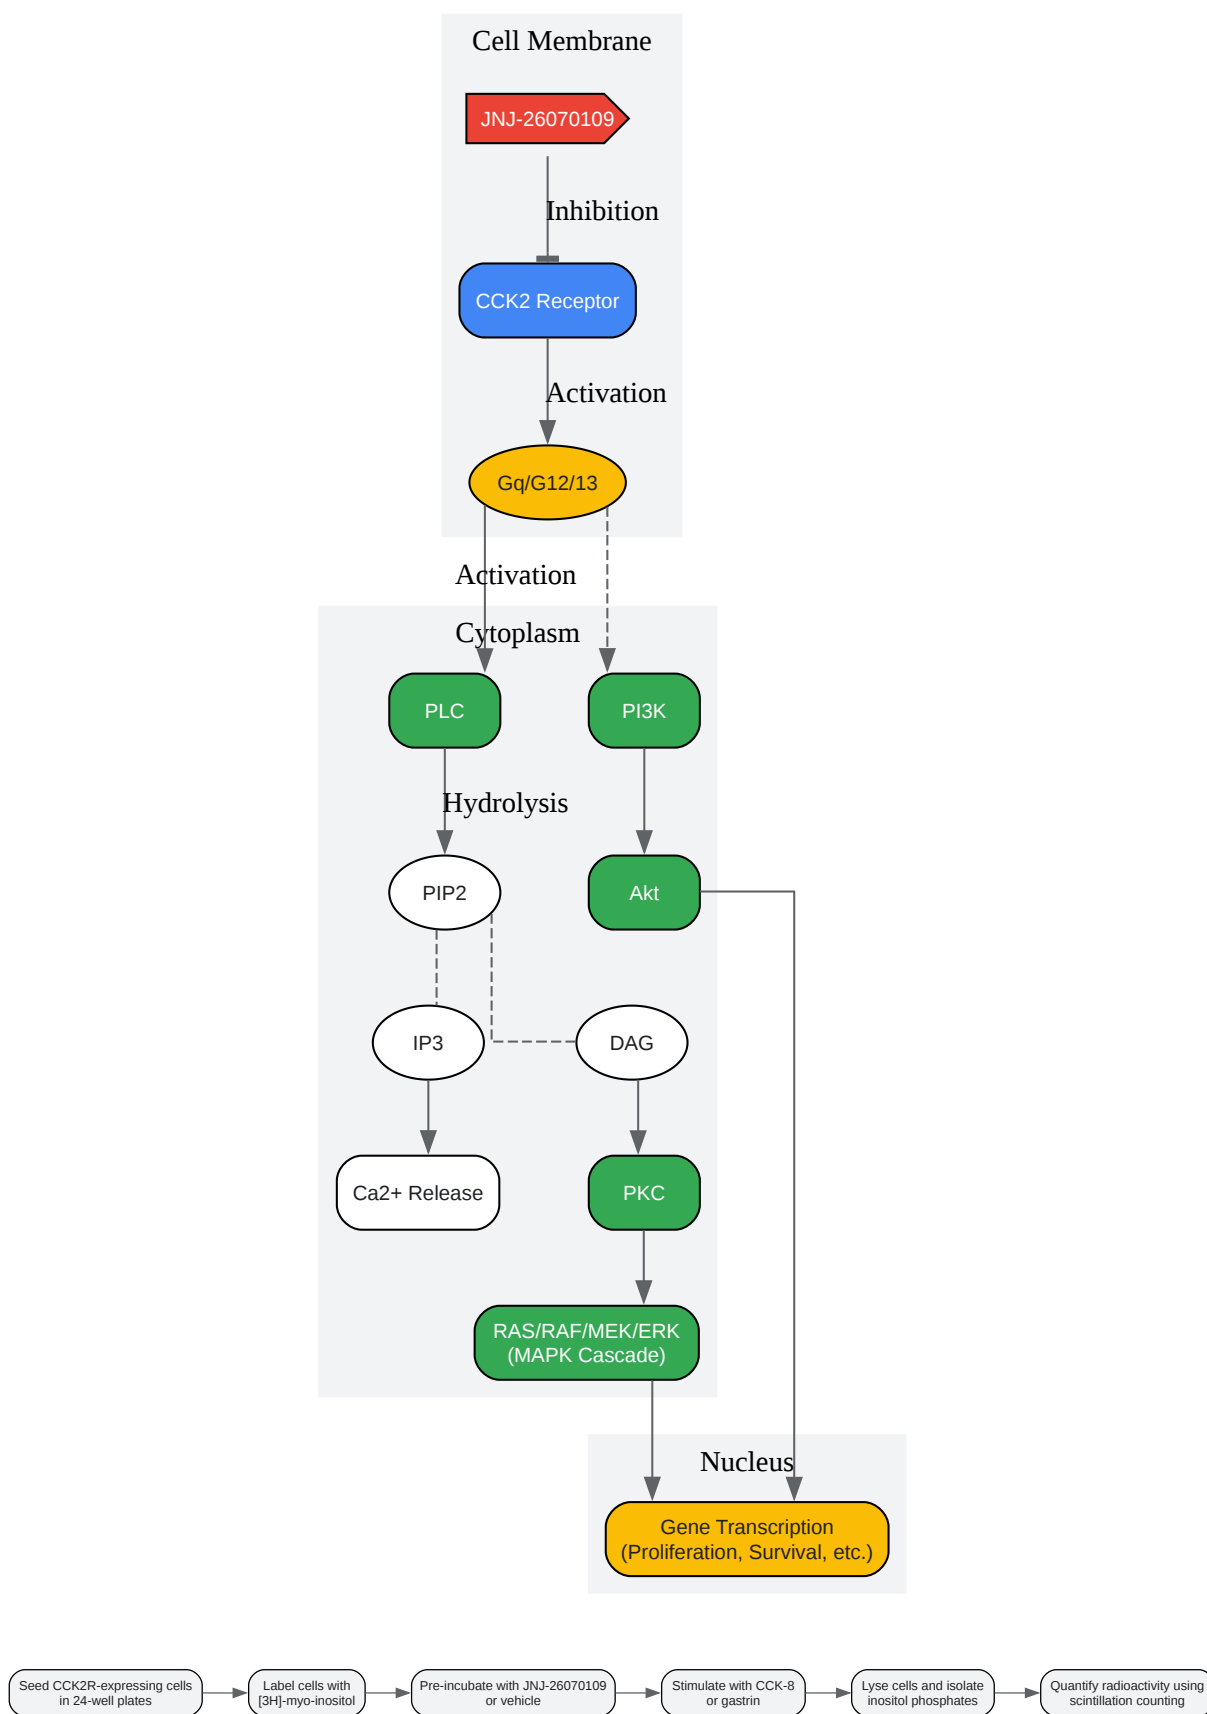 Cell Membrane
JNJ-26070109
Inhibition
CCK2 Receptor
Activation
Gq/G12/13
Activation
Cytoplasm
PLC
PI3K
Hydrolysis
PIP2
Akt
IP3
DAG
Ca2+ Release
PKC
RAS/RAF/MEK/ERK
(MAPK Cascade)
Nucleus
Gene Transcription
(Proliferation, Survival, etc.)
Seed CCK2R-expressing cells
in 24-well plates
Label cells with
[3H]-myo-inositol
Pre-incubate with JNJ-26070109
or vehicle
Stimulate with CCK-8
or gastrin
Lyse cells and isolate
inositol phosphates
Quantify radioactivity using
scintillation counting